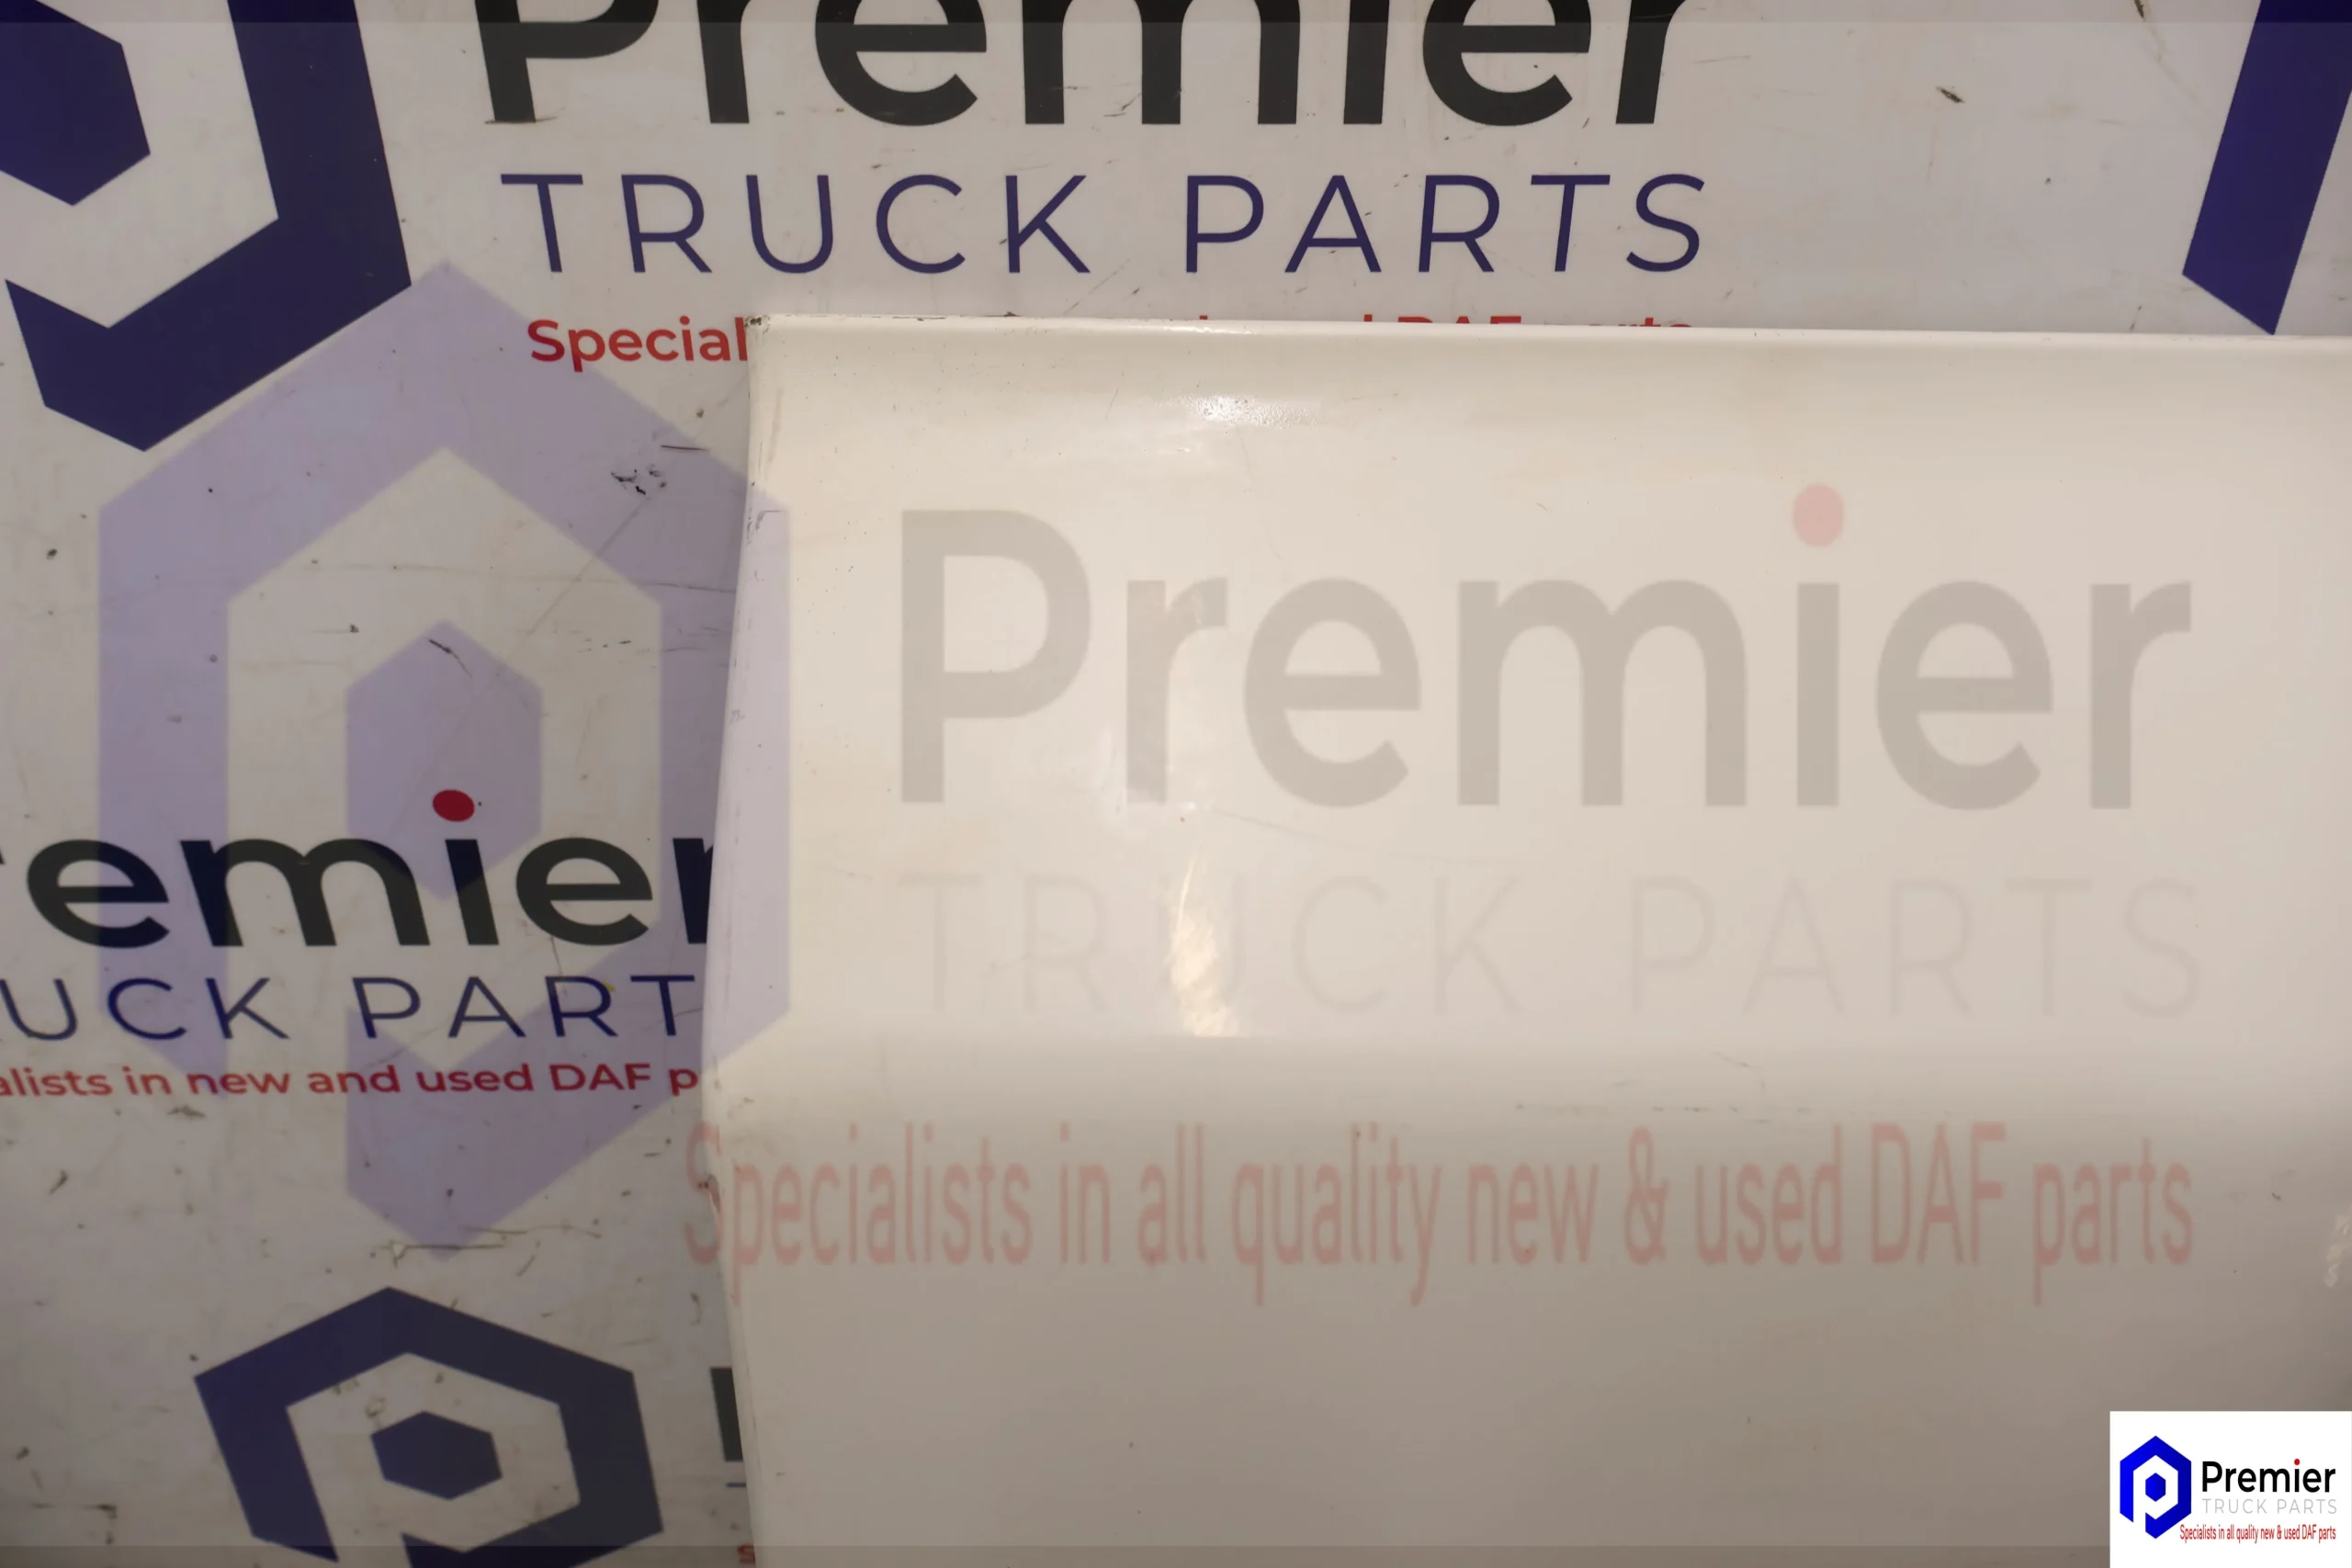 Premier
TRUCK PARTS
Special
Premier
TRUCK PARTS
Specialists in all quality new & used DAF parts
emier
UCK PART
alists in new and used DAF p
Premier
TRUCK PARTS
Specialists in all quality new & used DAF parts